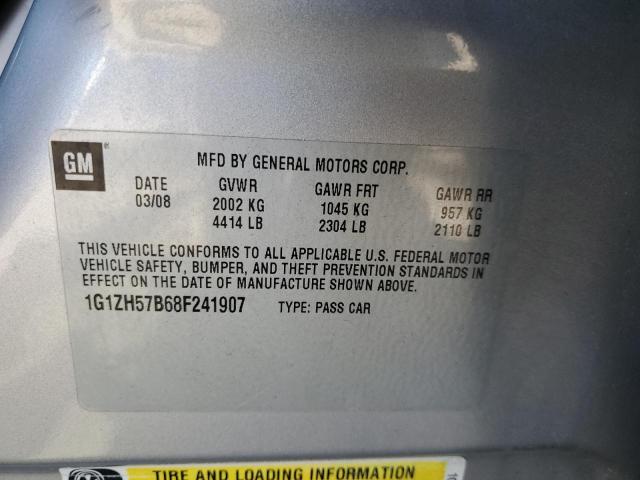 GM
MFD BY GENERAL MOTORS CORP.
DATE GVWR GAWR FRT GAWR RR
03/08 2002 KG 1045 KG 957 KG
4414 LB 2304 LB 2110 LB
THIS VEHICLE CONFORMS TO ALL APPLICABLE U.S. FEDERAL MOTOR
VEHICLE SAFETY, BUMPER, AND THEFT PREVENTION STANDARDS IN
EFFECT ON THE DATE OF MANUFACTURE SHOWN ABOVE.
1G1ZH57B68F241907 TYPE: PASS CAR
TIRE AND LOADING INFORMATION